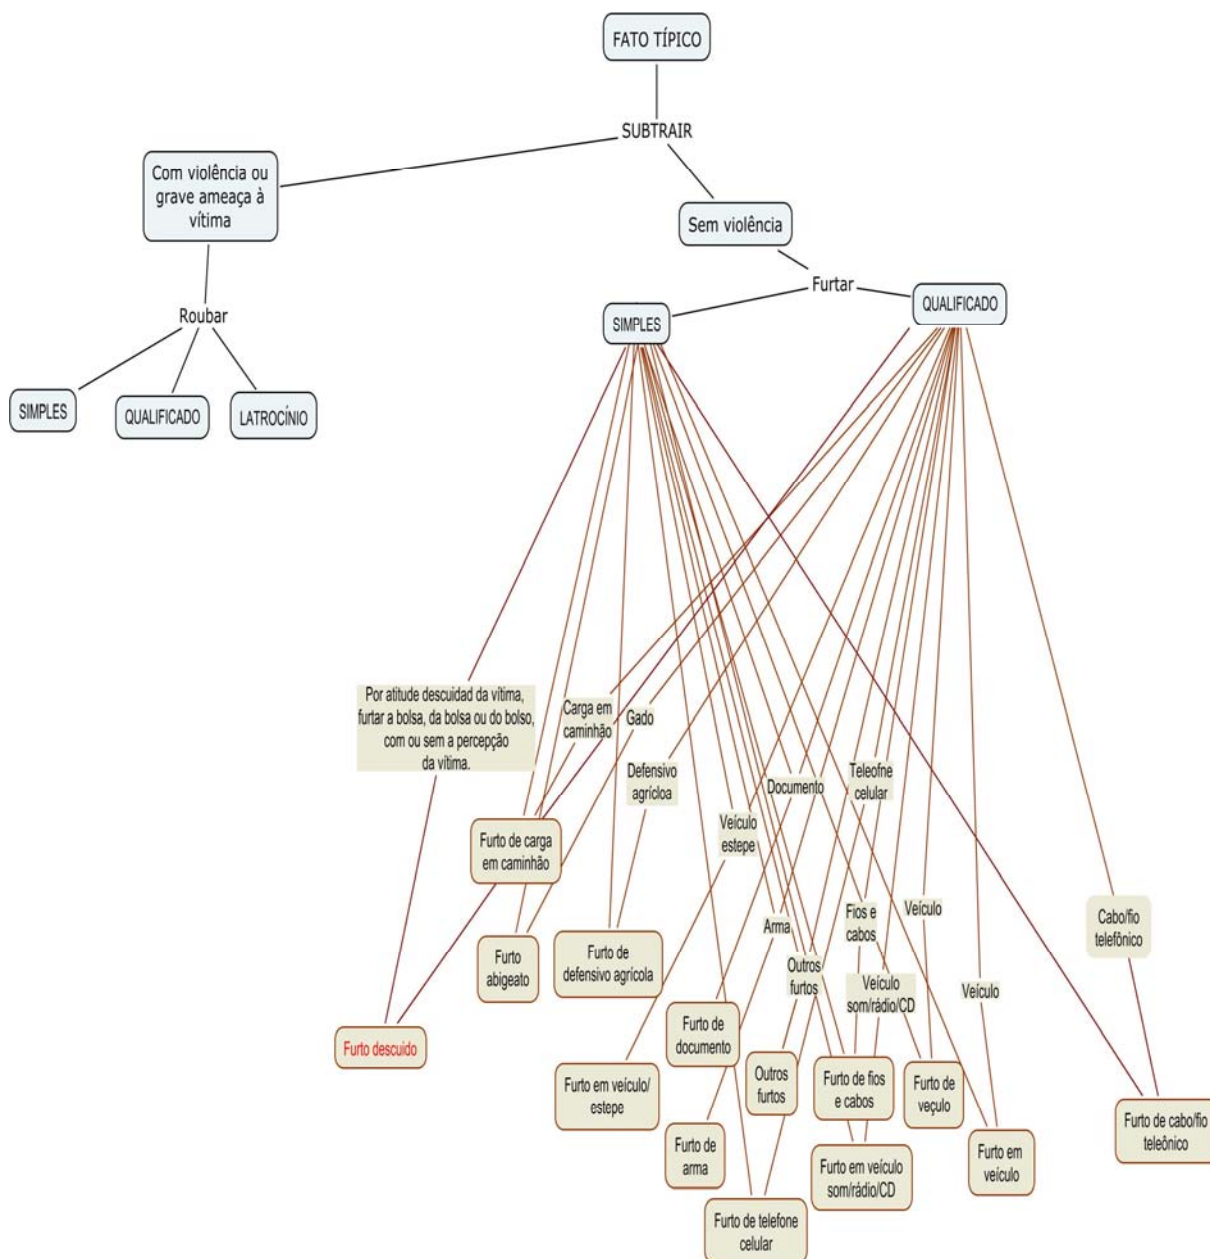 FATO TÍPICO
SUBTRAIR
Com violência ou
grave ameaça à
vítima
Sem violência
Furtar
QUALIFICADO
SIMPLES
Roubar
SIMPLES
QUALIFICADO
LATROCÍNIO
Por atitude descuidad da vítima,
furtar a bolsa, da bolsa ou do bolso,
com ou sem a percepção
da vítima.
Carga em
caminhão
Gado
Defensivo
agrícloa
Veículo
estepe
Documento
Teleofne
celular
Furto de carga
em caminhão
Arma
Fios e
cabos
Veículo
Cabo/fio
telefônico
Furto
abigeato
Furto de
defensivo agrícola
Outros
furtos
Veículo
som/rádio/CD
Veículo
Furto descuido
Furto de
documento
Furto em veículo/
estepe
Outros
furtos
Furto de fios
e cabos
Furto de
veçulo
Furto de cabo/fio
teleônico
Furto de
arma
Furto em veículo
som/rádio/CD
Furto em
veículo
Furto de telefone
celular